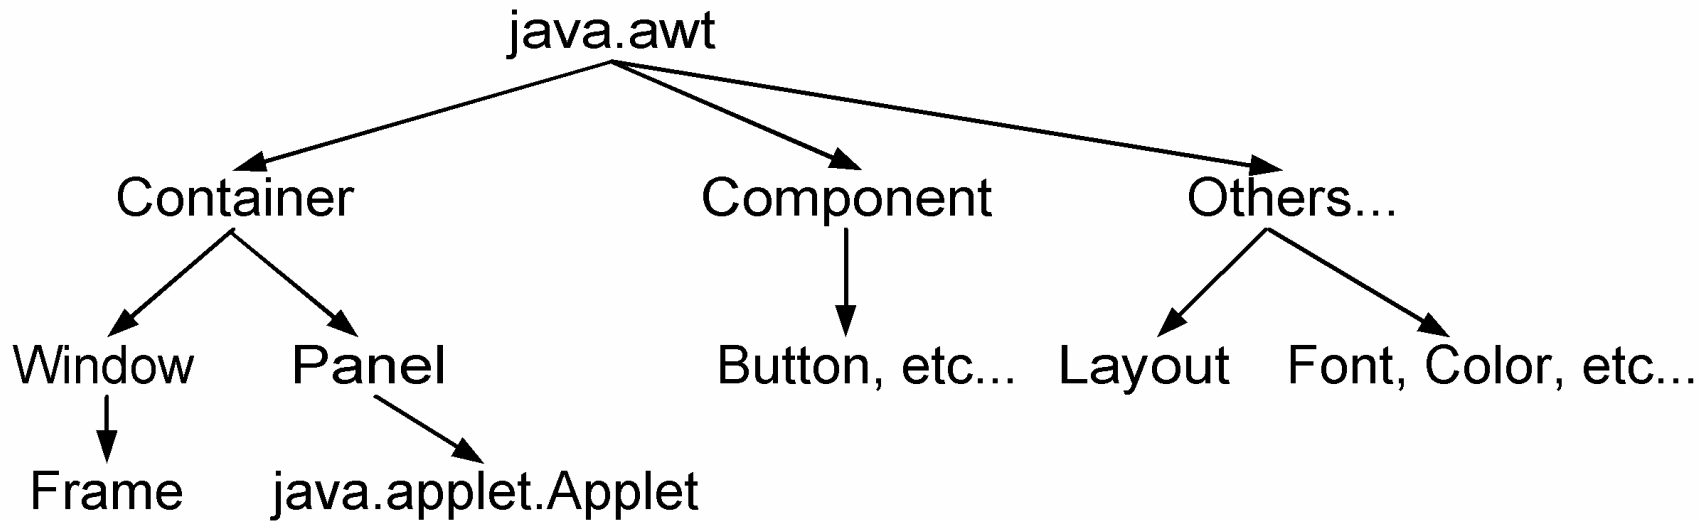 java.awt
Container Component Others...
Window Panel Button, etc... Layout Font, Color, etc...
Frame java.applet.Applet